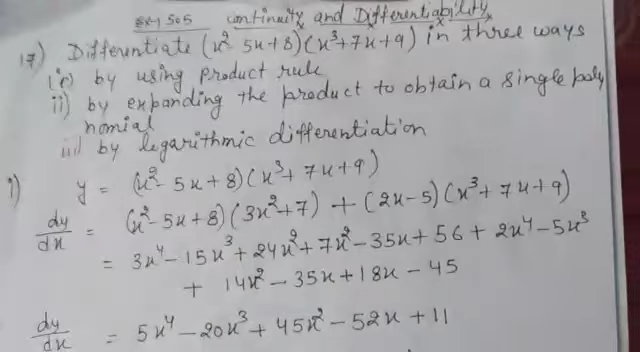 Ex 5.5 continuity and Differentiability
17) Differentiate (x² 5x+8)(x³+7x+9) in three ways
(i) by using product rule
ii) by expanding the product to obtain a single poly
nomial
iii) by logarithmic differentiation
i) y = (x²- 5x+8)(x³+ 7x+9)
dy/dx = (x²-5x+8)(3x²+7) + (2x-5)(x³+7x+9)
= 3x⁴-15x³+24x²+7x²-35x+56+2x⁴-5x³
+ 14x²-35x+18x-45
dy/dx = 5x⁴-20x³+45x²-52x+11